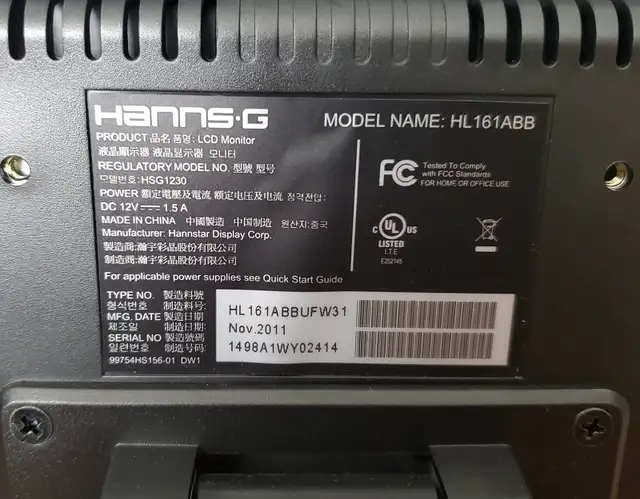 HANNS·G
MODEL NAME: HL161ABB
PRODUCT 品名 품명: LCD Monitor
液晶顯示器 液晶显示器 모니터
REGULATORY MODEL NO. 型號 型号
모델번호: HSG1230
POWER 額定電壓及電流 额定电压及电流 정격전압:
DC 12V⎓ 1.5 A
MADE IN CHINA 中國製造 中国制造 원산지:중국
Manufacturer: Hannstar Display Corp.
製造商:瀚宇彩晶股份有限公司
制造商:瀚宇彩晶股份有限公司
For applicable power supplies see Quick Start Guide
FC Tested To Comply
with FCC Standards
FOR HOME OR OFFICE USE
C UL US
LISTED
I.T.E
E252145
TYPE NO. 製造料號
형식번호 制造料号:
HL161ABBUFW31
MFG. DATE 製造日期
제조일 制造日期:
Nov.2011
SERIAL NO 製造號碼
일련번호 制造号码:
1498A1WY02414
99754HS156-01 DW1